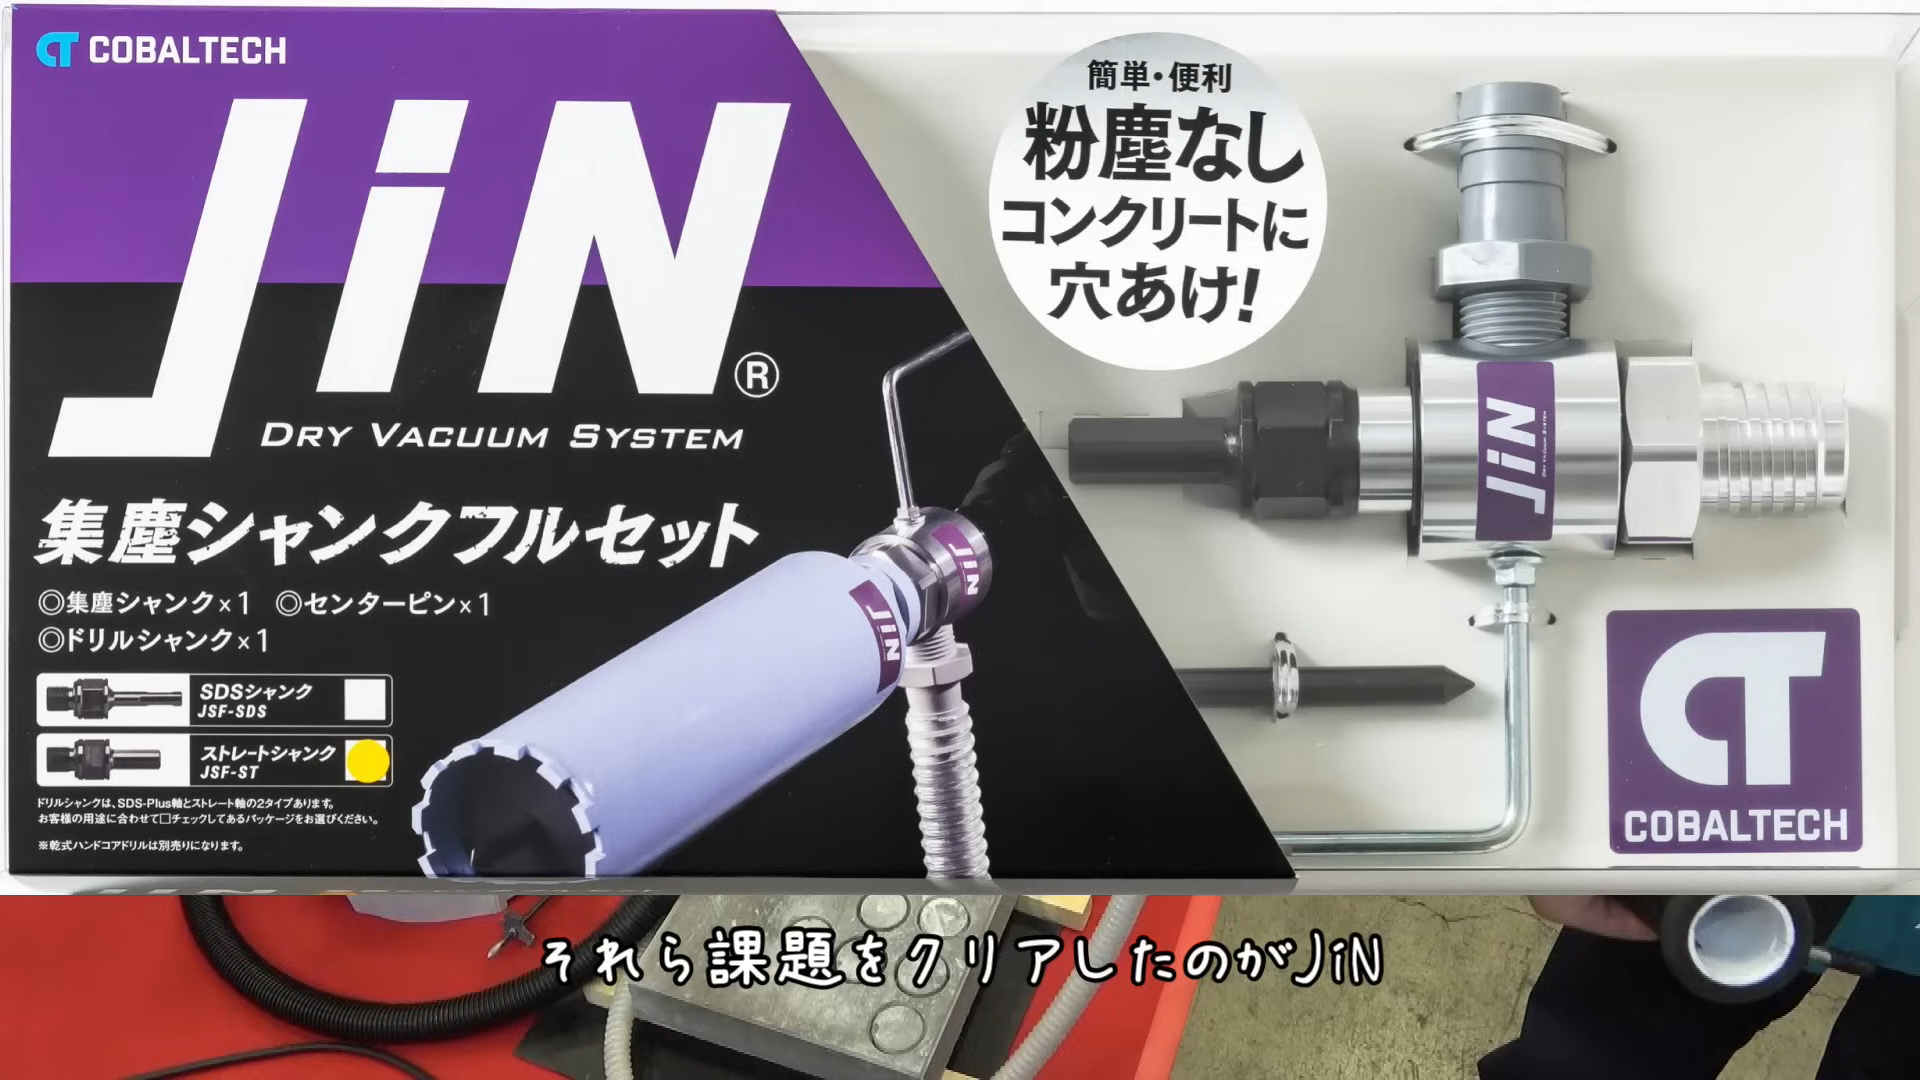 COBALTECH
JiN®
DRY VACUUM SYSTEM
集塵シャンクフルセット
◎集塵シャンク×1 ◎センターピン×1
◎ドリルシャンク×1
SDSシャンク
JSF-SDS
ストレートシャンク
JSF-ST
ドリルシャンクは、SDS-Plus軸とストレート軸の2タイプあります。
お客様の用途に合わせて□チェックしてあるパッケージをお選びください。
※乾式ハンドコアドリルは別売りになります。
簡単・便利
粉塵なし
コンクリートに
穴あけ!
JiN
DRY VACUUM SYSTEM
JiN
JiN
CT
COBALTECH
それら課題をクリアしたのがJiN